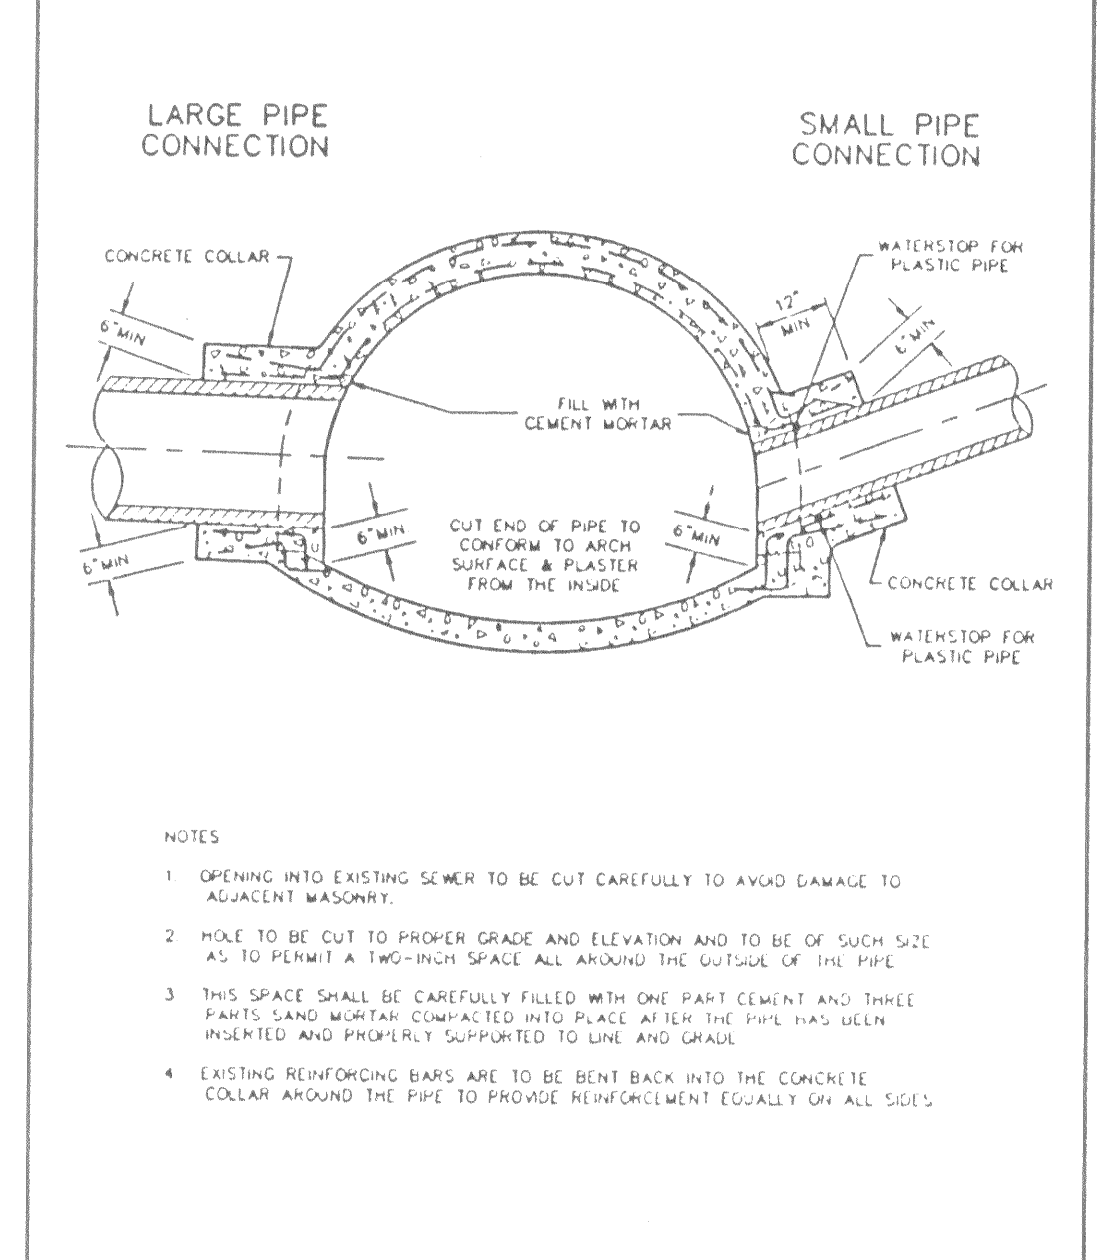 LARGE PIPE
CONNECTION
SMALL PIPE
CONNECTION
CONCRETE COLLAR
WATERSTOP FOR
PLASTIC PIPE
12"
MIN
6"MIN
6"MIN
FILL WITH
CEMENT MORTAR
6"MIN
6"MIN
CUT END OF PIPE TO
CONFORM TO ARCH
SURFACE & PLASTER
FROM THE INSIDE
6"MIN
CONCRETE COLLAR
WATERSTOP FOR
PLASTIC PIPE
NOTES
1. OPENING INTO EXISTING SEWER TO BE CUT CAREFULLY TO AVOID DAMAGE TO
ADJACENT MASONRY.
2. HOLE TO BE CUT TO PROPER GRADE AND ELEVATION AND TO BE OF SUCH SIZE
AS TO PERMIT A TWO-INCH SPACE ALL AROUND THE OUTSIDE OF THE PIPE
3 THIS SPACE SHALL BE CAREFULLY FILLED WITH ONE PART CEMENT AND THREE
PARTS SAND MORTAR COMPACTED INTO PLACE AFTER THE PIPE HAS BEEN
INSERTED AND PROPERLY SUPPORTED TO LINE AND GRADE
4 EXISTING REINFORCING BARS ARE TO BE BENT BACK INTO THE CONCRETE
COLLAR AROUND THE PIPE TO PROVIDE REINFORCEMENT EQUALLY ON ALL SIDES